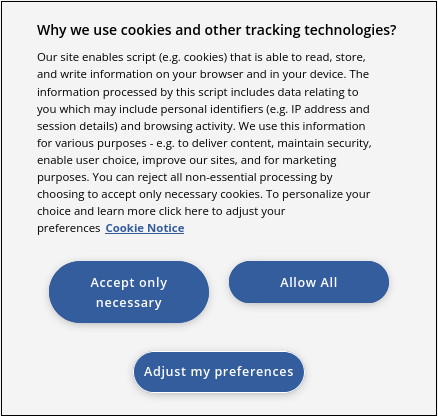 Why we use cookies and other tracking technologies?
Our site enables script (e.g. cookies) that is able to read, store,
and write information on your browser and in your device. The
information processed by this script includes data relating to
you which may include personal identifiers (e.g. IP address and
session details) and browsing activity. We use this information
for various purposes - e.g. to deliver content, maintain security,
enable user choice, improve our sites, and for marketing
purposes. You can reject all non-essential processing by
choosing to accept only necessary cookies. To personalize your
choice and learn more click here to adjust your
preferences Cookie Notice
Accept only
necessary
Allow All
Adjust my preferences